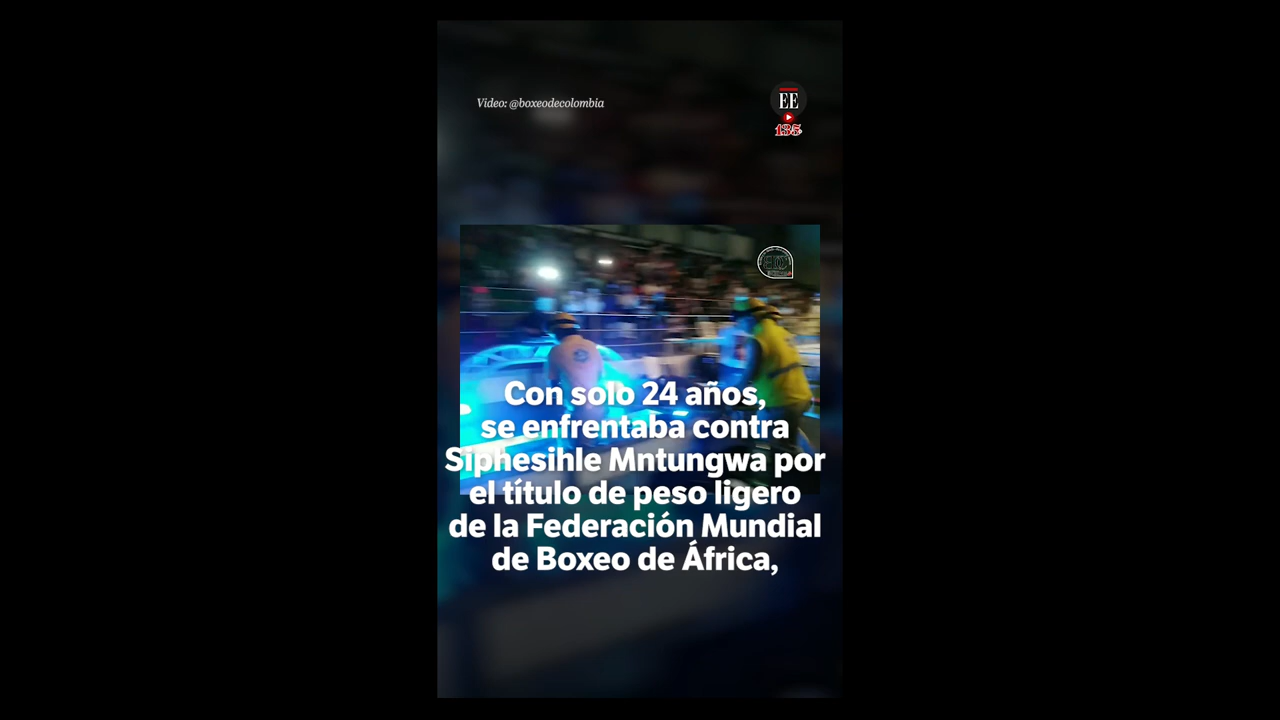 Video: @boxeodecolombia
EE
135
Con solo 24 años,
se enfrentaba contra
Siphesihle Mntungwa por
el título de peso ligero
de la Federación Mundial
de Boxeo de África,